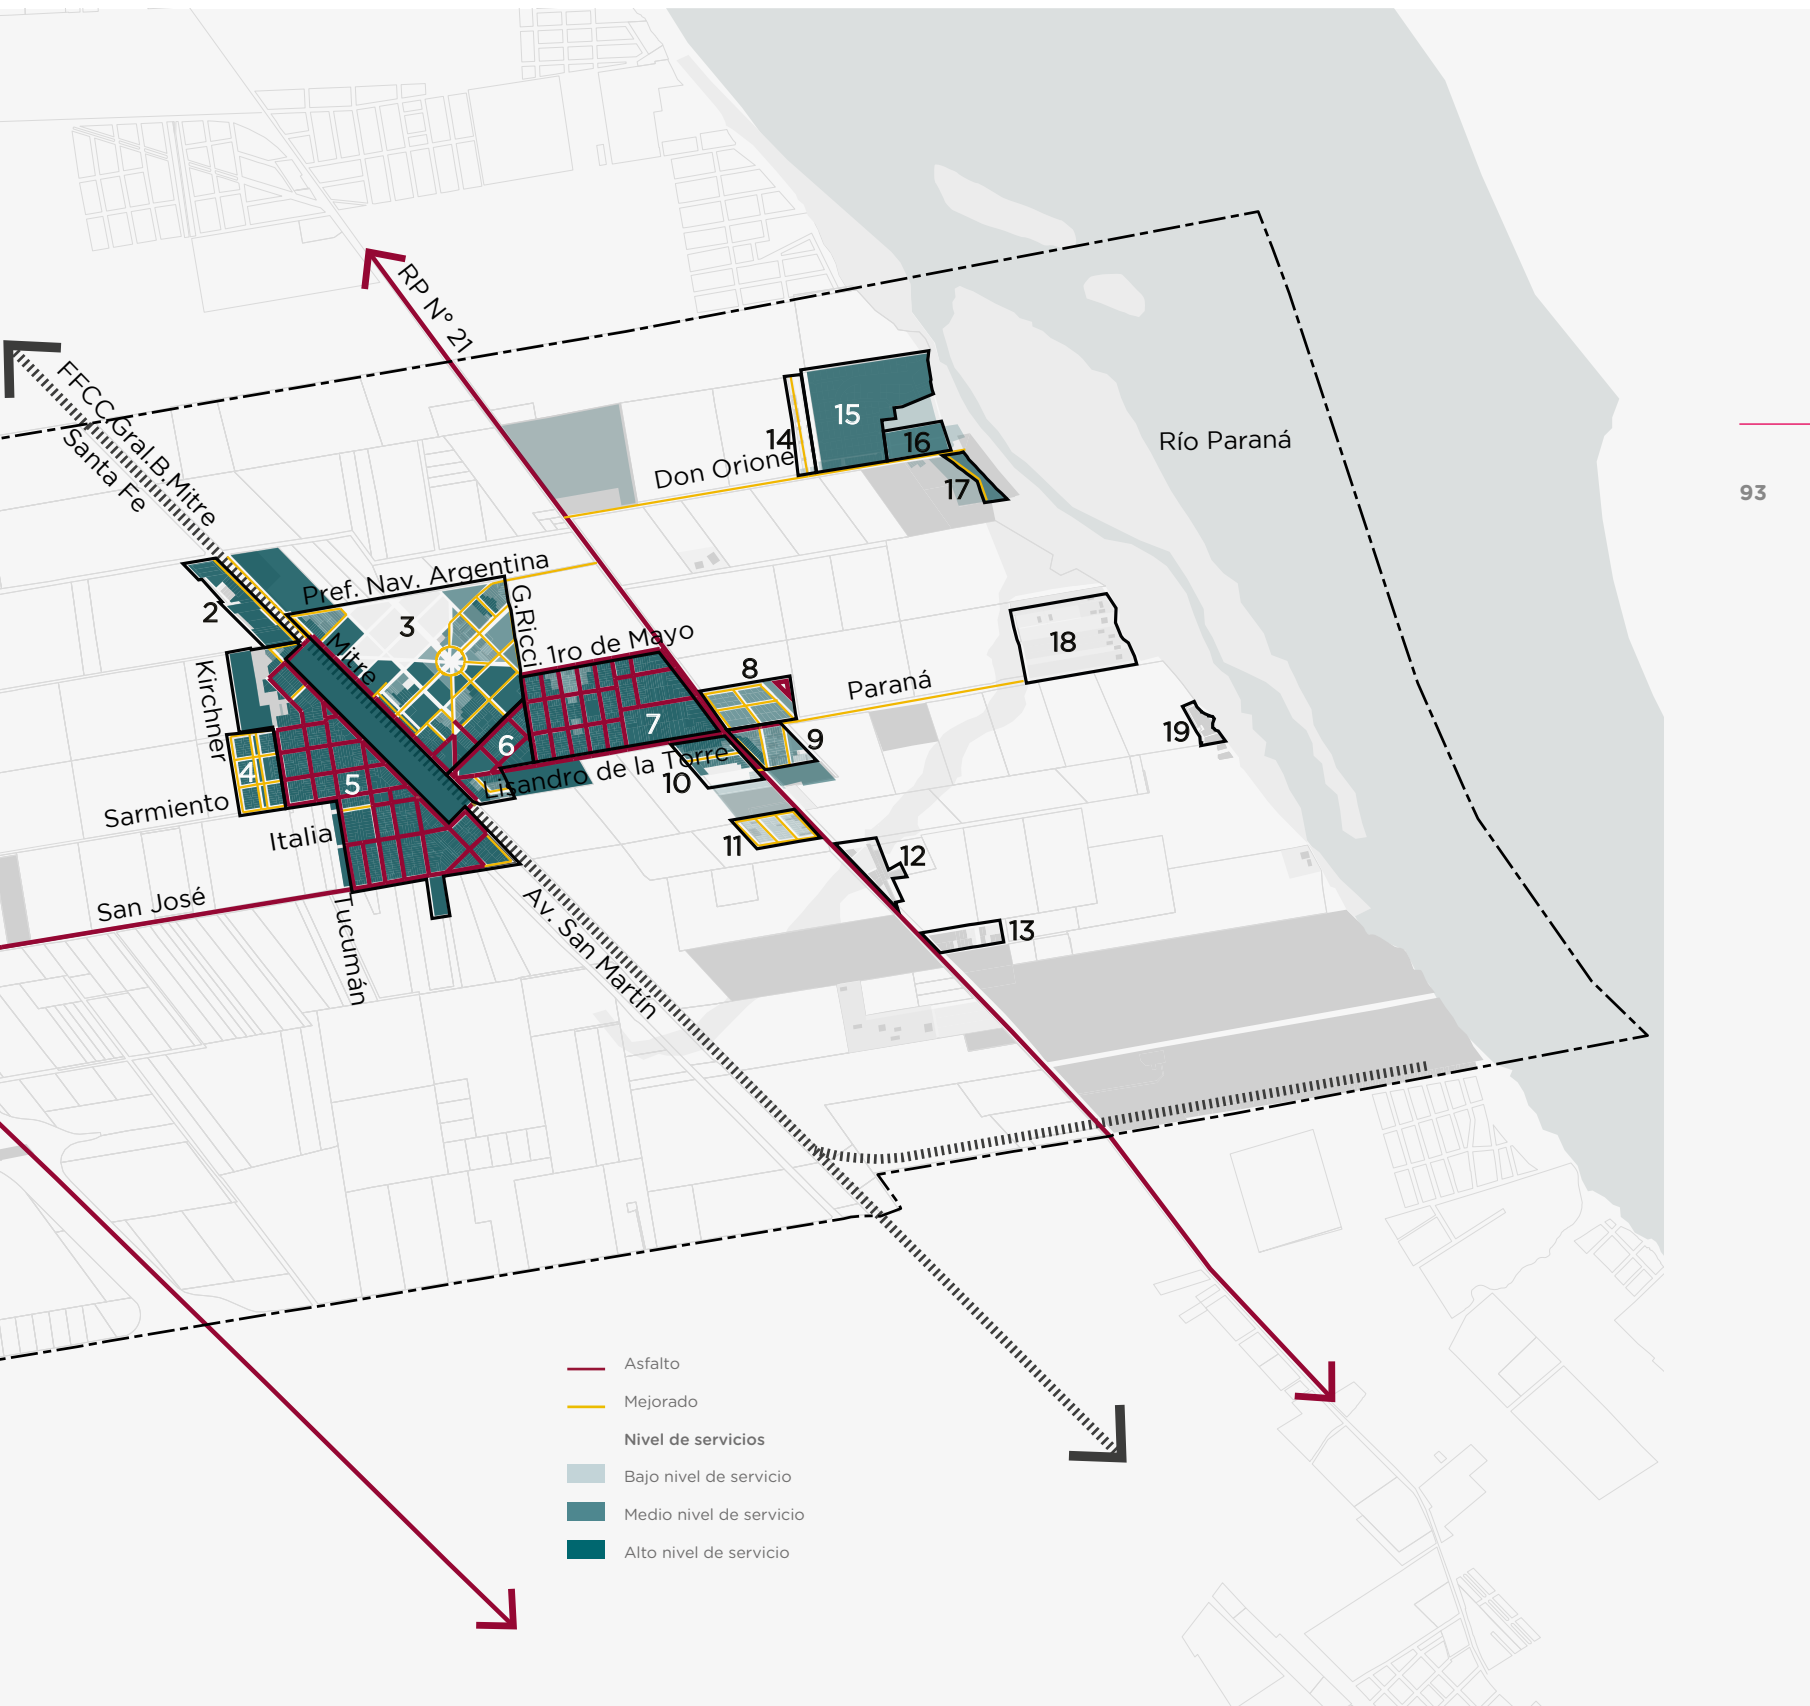 RP N° 21
FFCC Gral.B.Mitre
Santa Fe
Río Paraná
93
15
14
16
Don Orione
17
Pref. Nav. Argentina
2
3
G.Ricci
1ro de Mayo
Mitre
18
Kirchner
8
Paraná
7
19
6
9
4
5
Lisandro de la Torre
10
Sarmiento
Italia
11
12
San José
Tucumán
Av. San Martín
13
Asfalto
Mejorado
Nivel de servicios
Bajo nivel de servicio
Medio nivel de servicio
Alto nivel de servicio